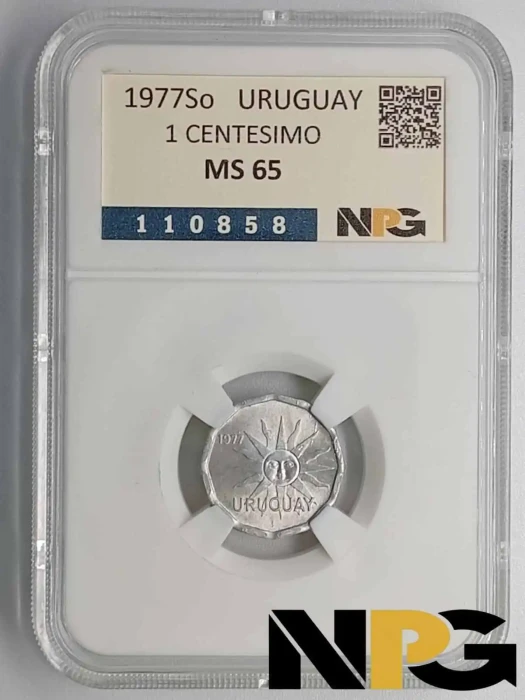 1977So URUGUAY
1 CENTESIMO
MS 65
110858
NPG
1977
URUGUAY
NPG